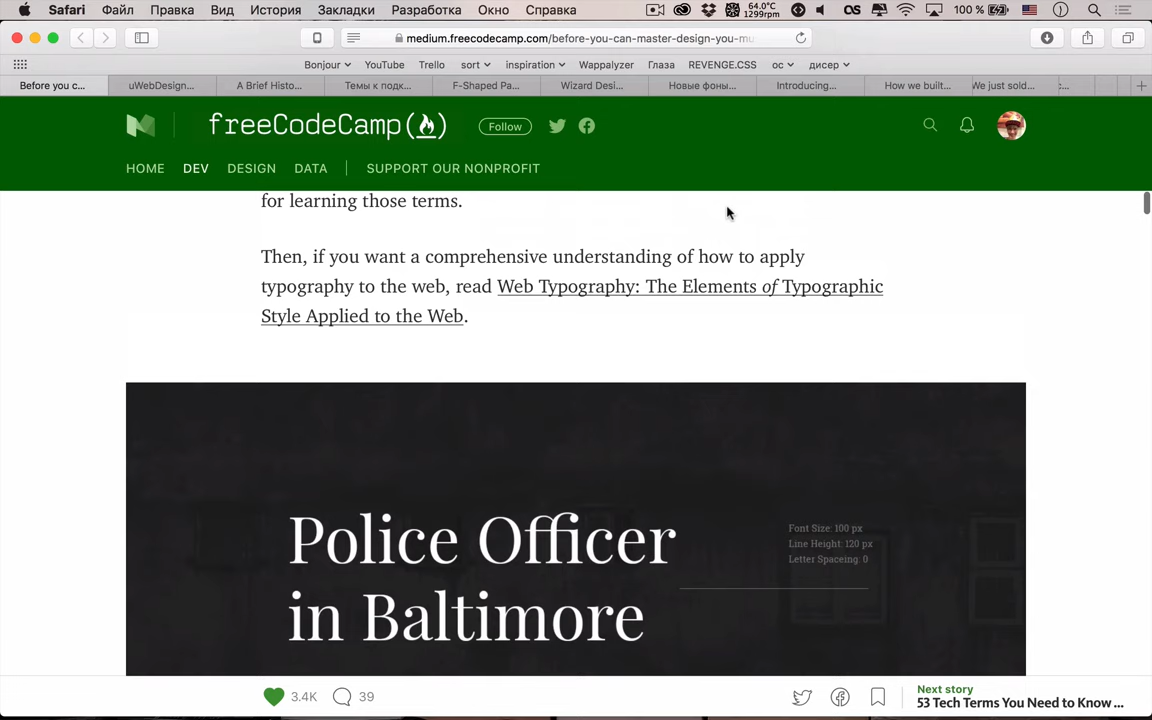 Safari Файл Правка Вид История Закладки Разработка Окно Справка 64.0°C 1299rpm 100 %
medium.freecodecamp.com/before-you-can-master-design-you-mu
Bonjour YouTube Trello sort inspiration Wappalyzer Глаза REVENGE.CSS ос дисер
Before you c... uWebDesign... A Brief Histo... Темы к подк... F-Shaped Pa... Wizard Desi... Новые фоны... Introducing... How we built... We just sold...
freeCodeCamp Follow
HOME DEV DESIGN DATA SUPPORT OUR NONPROFIT
for learning those terms.
Then, if you want a comprehensive understanding of how to apply
typography to the web, read Web Typography: The Elements of Typographic
Style Applied to the Web.
Police Officer
in Baltimore
Font Size: 100 px
Line Height: 120 px
Letter Spaceing: 0
3.4K 39
Next story
53 Tech Terms You Need to Know ...